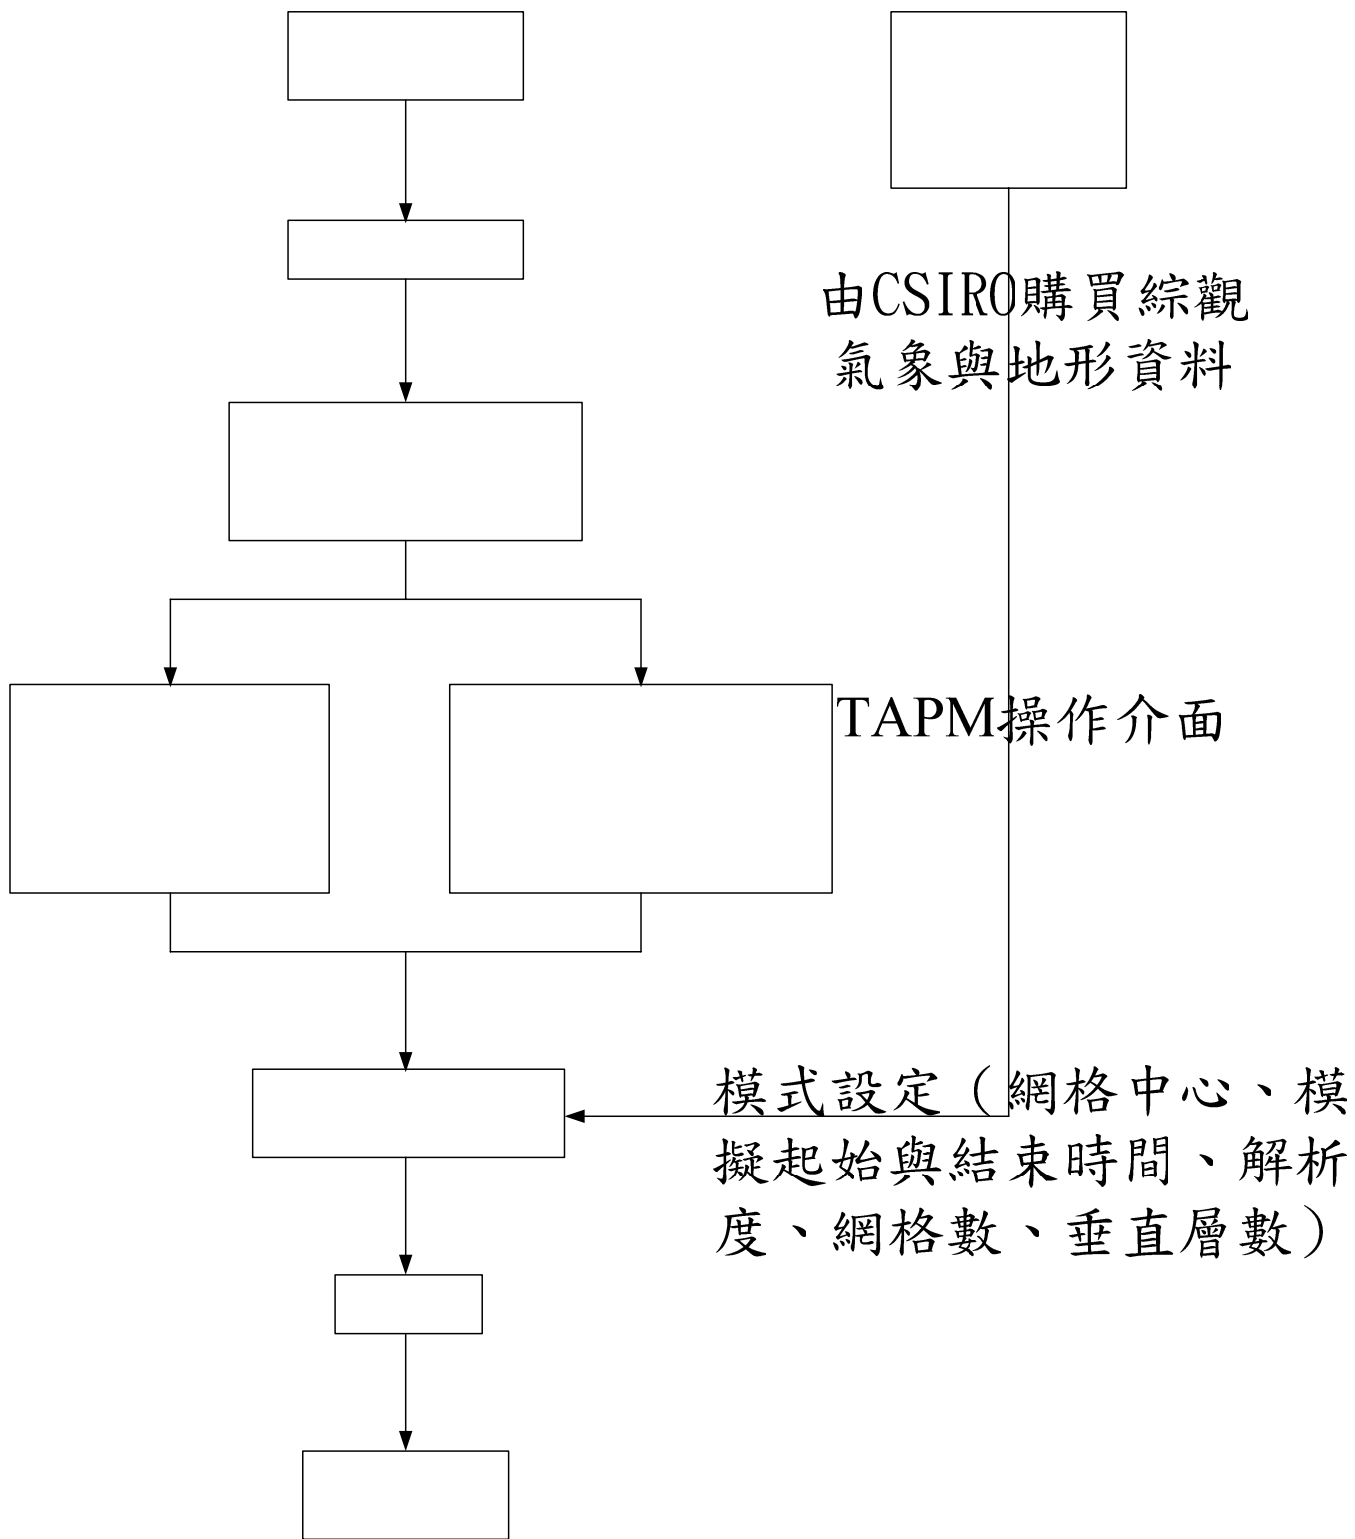 由CSIRO購買綜觀
氣象與地形資料
TAPM操作介面
模式設定（網格中心、模
擬起始與結束時間、解析
度、網格數、垂直層數）